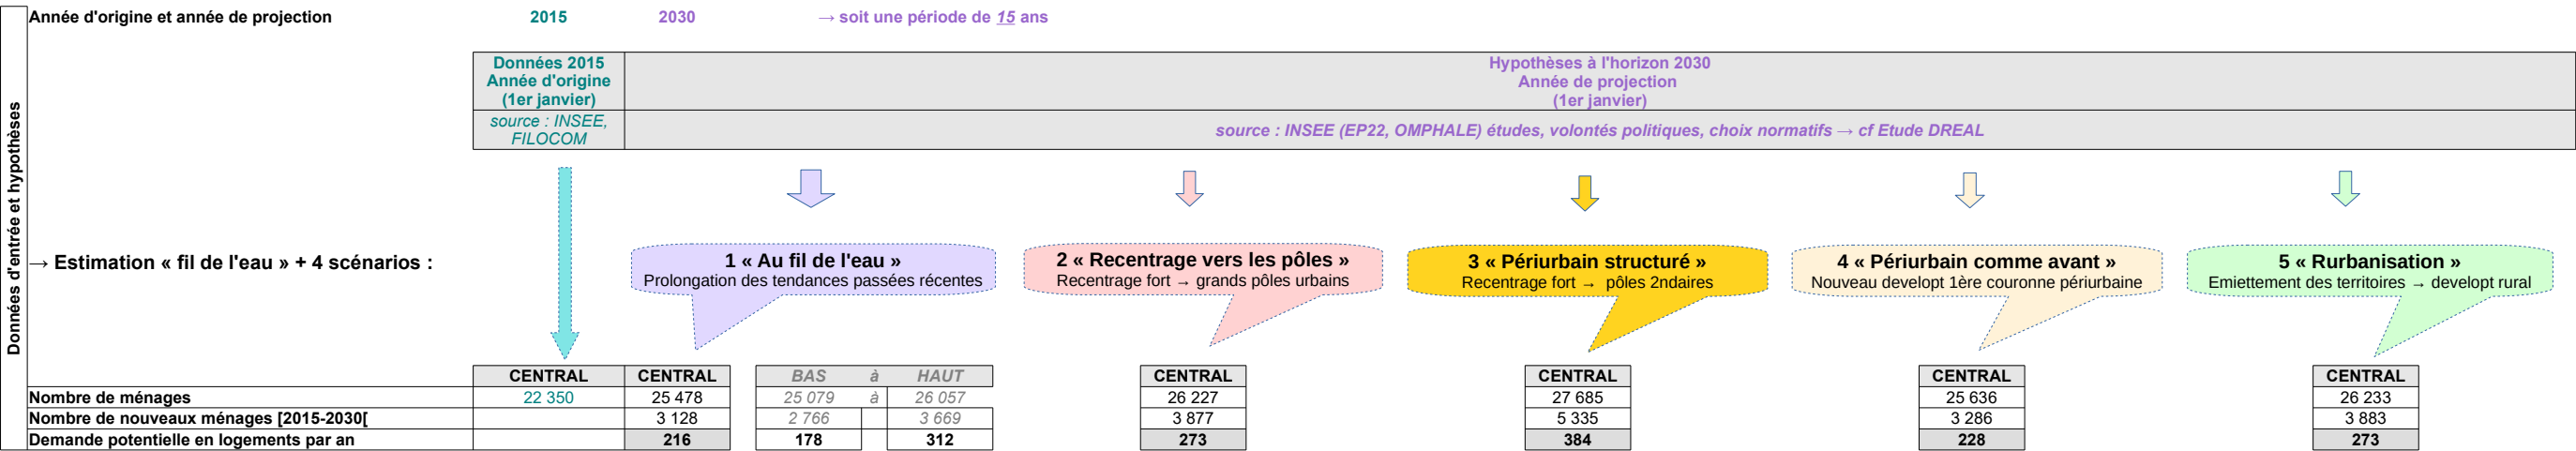 Année d'origine et année de projection 2015 2030 → soit une période de 15 ans
Données 2015
Année d'origine
(1er janvier)
Hypothèses à l'horizon 2030
Année de projection
(1er janvier)
source : INSEE,
FILOCOM
source : INSEE (EP22, OMPHALE) études, volontés politiques, choix normatifs → cf Etude DREAL
Données d'entrée et hypothèses
→ Estimation « fil de l'eau » + 4 scénarios :
1 « Au fil de l'eau »
Prolongation des tendances passées récentes
2 « Recentrage vers les pôles »
Recentrage fort → grands pôles urbains
3 « Périurbain structuré »
Recentrage fort → pôles 2ndaires
4 « Périurbain comme avant »
Nouveau developt 1ère couronne périurbaine
5 « Rurbanisation »
Emiettement des territoires → developt rural
CENTRAL CENTRAL BAS à HAUT CENTRAL CENTRAL CENTRAL CENTRAL
Nombre de ménages 22 350 25 478 25 079 à 26 057 26 227 27 685 25 636 26 233
Nombre de nouveaux ménages [2015-2030[ 3 128 2 766 3 669 3 877 5 335 3 286 3 883
Demande potentielle en logements par an 216 178 312 273 384 228 273